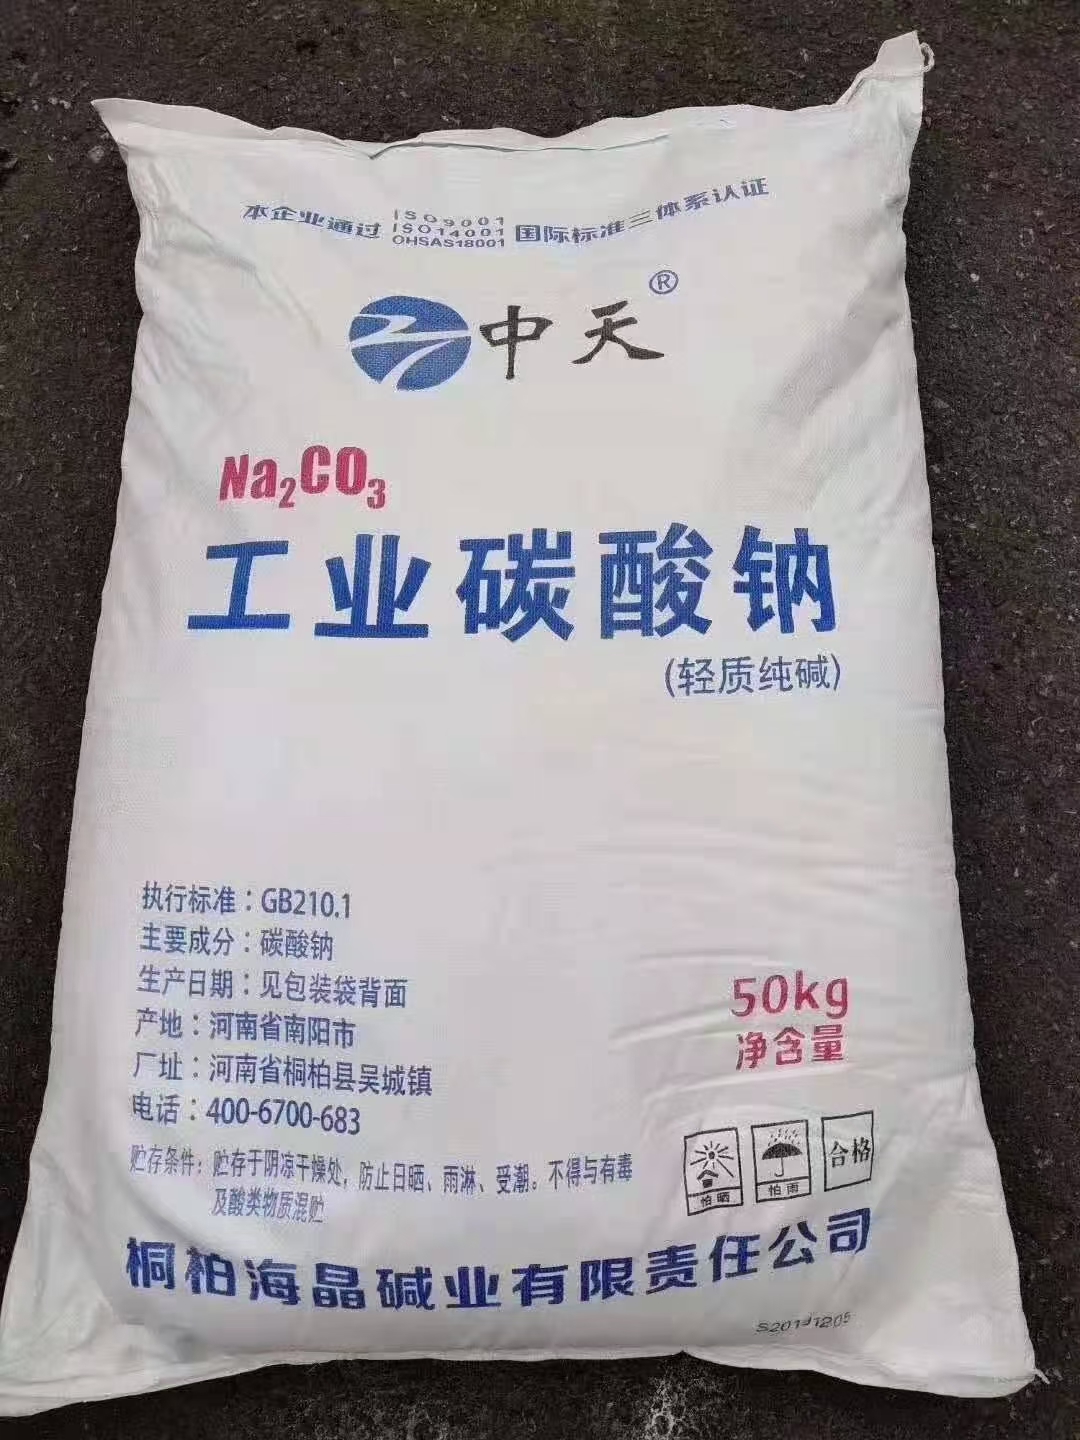 本企业通过 ISO9001 ISO14001 OHSAS18001 国际标准三体系认证
中天®
Na₂CO₃
工业碳酸钠
(轻质纯碱)
执行标准：GB210.1
主要成分：碳酸钠
生产日期：见包装袋背面
产地：河南省南阳市
厂址：河南省桐柏县吴城镇
电话：400-6700-683
50kg
净含量
贮存条件：贮存于阴凉干燥处，防止日晒、雨淋、受潮。不得与有毒
及酸类物质混贮
怕晒
怕雨
合格
桐柏海晶碱业有限责任公司
S20191205